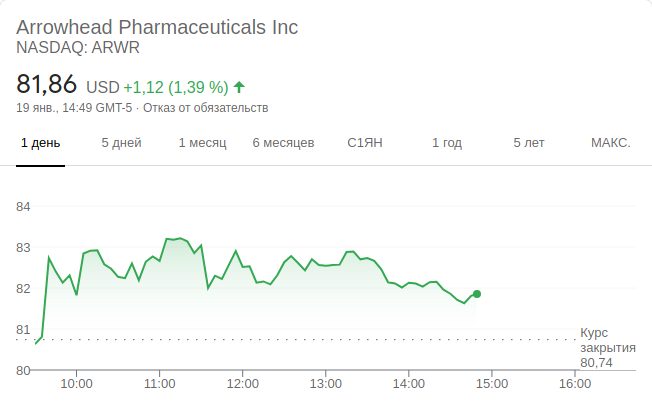 Arrowhead Pharmaceuticals Inc
NASDAQ: ARWR
81,86 USD +1,12 (1,39 %)
19 янв., 14:49 GMT-5 · Отказ от обязательств
1 день 5 дней 1 месяц 6 месяцев С1ЯН 1 год 5 лет МАКС.
84
83
82
81
80
Курс
закрытия
80,74
10:00 11:00 12:00 13:00 14:00 15:00 16:00